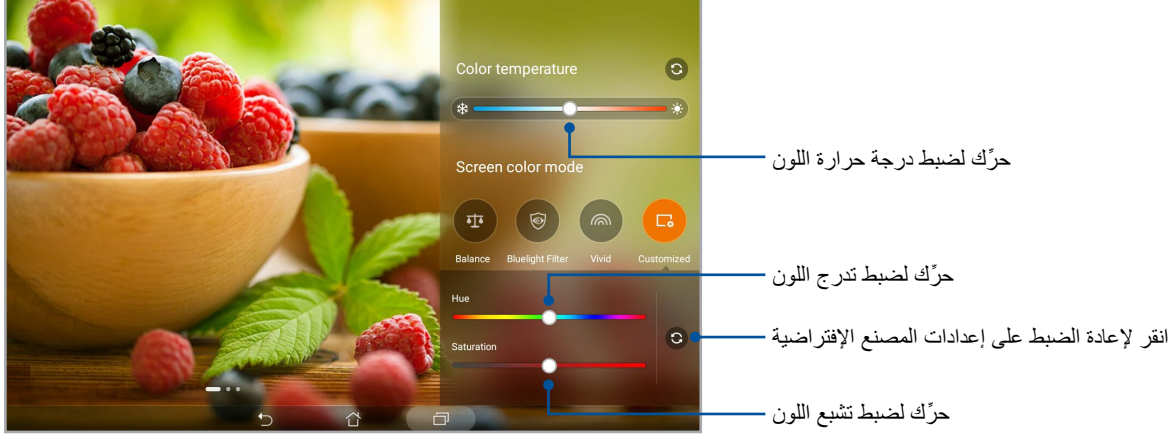 Color temperature
حرِّك لضبط درجة حرارة اللون
Screen color mode
Balance
Bluelight Filter
Vivid
Customized
حرِّك لضبط تدرج اللون
Hue
انقر لإعادة الضبط على إعدادات المصنع الإفتراضية
Saturation
حرِّك لضبط تشبع اللون